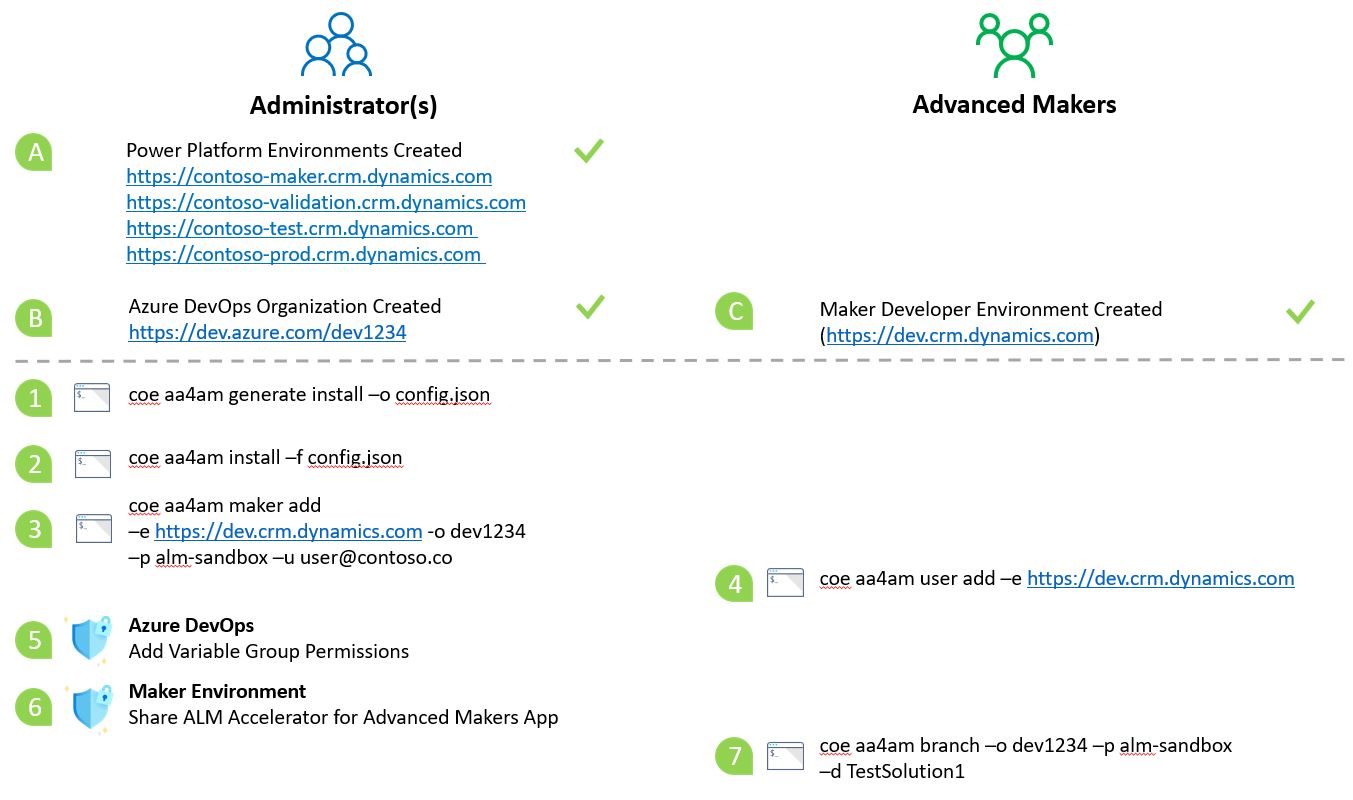 Administrator(s)
Advanced Makers
A
Power Platform Environments Created
https://contoso-maker.crm.dynamics.com
https://contoso-validation.crm.dynamics.com
https://contoso-test.crm.dynamics.com
https://contoso-prod.crm.dynamics.com
B
Azure DevOps Organization Created
https://dev.azure.com/dev1234
C
Maker Developer Environment Created
(https://dev.crm.dynamics.com)
1
$_
coe aa4am generate install –o config.json
2
$_
coe aa4am install –f config.json
3
$_
coe aa4am maker add
–e https://dev.crm.dynamics.com -o dev1234
–p alm-sandbox –u user@contoso.co
4
$_
coe aa4am user add –e https://dev.crm.dynamics.com
5
Azure DevOps
Add Variable Group Permissions
6
Maker Environment
Share ALM Accelerator for Advanced Makers App
7
$_
coe aa4am branch –o dev1234 –p alm-sandbox
–d TestSolution1